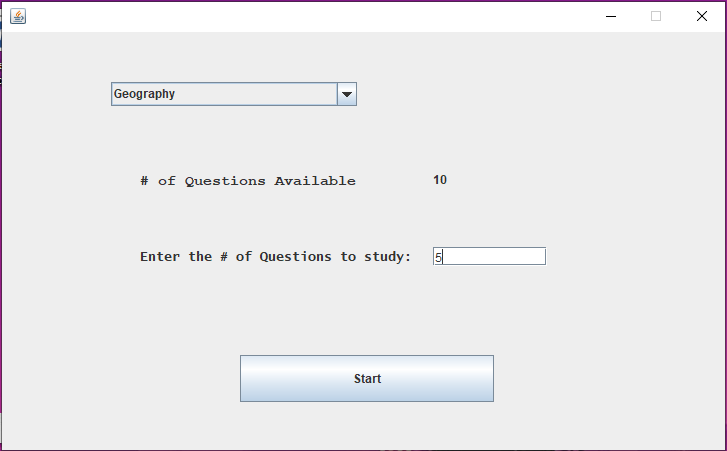 Geography
# of Questions Available 10
Enter the # of Questions to study: 5
Start